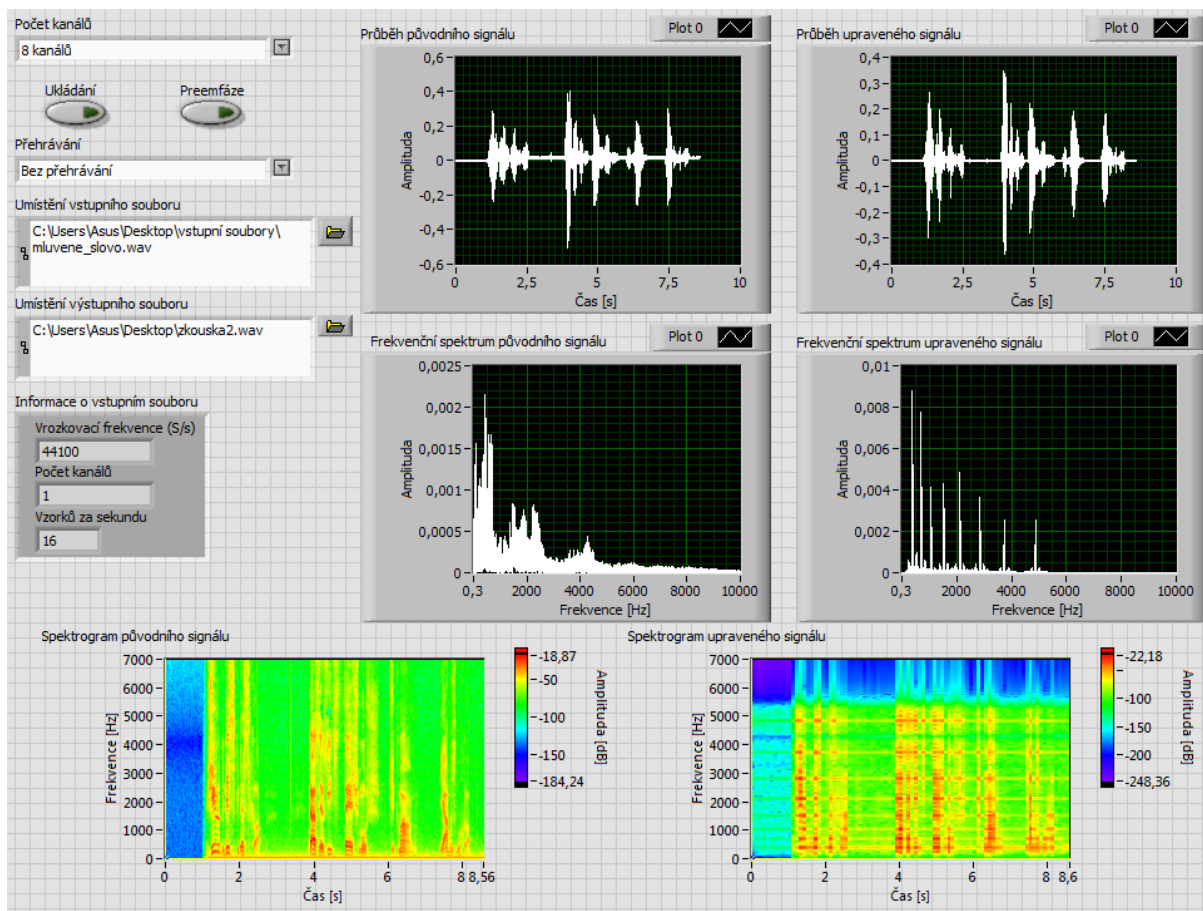 Počet kanálů
8 kanálů
Ukládání
Preemfáze
Přehrávání
Bez přehrávání
Umístění vstupního souboru
C:\Users\Asus\Desktop\vstupní soubory\
mluvene_slovo.wav
Umístění výstupního souboru
C:\Users\Asus\Desktop\zkouska2.wav
Informace o vstupním souboru
Vrozkovací frekvence (S/s)
44100
Počet kanálů
1
Vzorků za sekundu
16
Průběh původního signálu
Plot 0
0,6
0,4
0,2
0
-0,2
-0,4
-0,6
Amplituda
0 2,5 5 7,5 10
Čas [s]
Průběh upraveného signálu
Plot 0
0,4
0,3
0,2
0,1
0
-0,1
-0,2
-0,3
-0,4
Amplituda
0 2,5 5 7,5 10
Čas [s]
Frekvenční spektrum původního signálu
Plot 0
0,0025
0,002
0,0015
0,001
0,0005
0
Amplituda
0,3 2000 4000 6000 8000 10000
Frekvence [Hz]
Frekvenční spektrum upraveného signálu
Plot 0
0,01
0,008
0,006
0,004
0,002
0
Amplituda
0,3 2000 4000 6000 8000 10000
Frekvence [Hz]
Spektrogram původního signálu
7000
6000
5000
4000
3000
2000
1000
0
Frekvence [Hz]
0 2 4 6 8 8,56
Čas [s]
-18,87
-50
-100
-150
-184,24
Amplituda [dB]
Spektrogram upraveného signálu
7000
6000
5000
4000
3000
2000
1000
0
Frekvence [Hz]
0 2 4 6 8 8,6
Čas [s]
-22,18
-100
-150
-200
-248,36
Amplituda [dB]